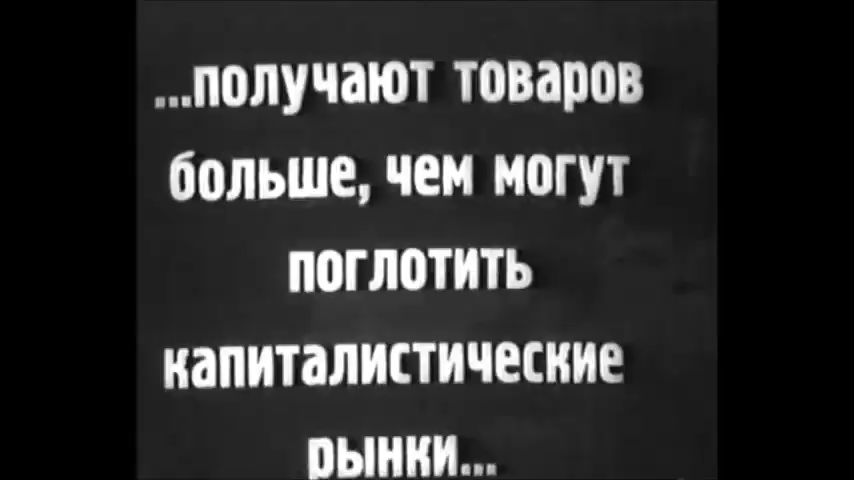 ...получают товаров
больше, чем могут
поглотить
капиталистические
рынки...